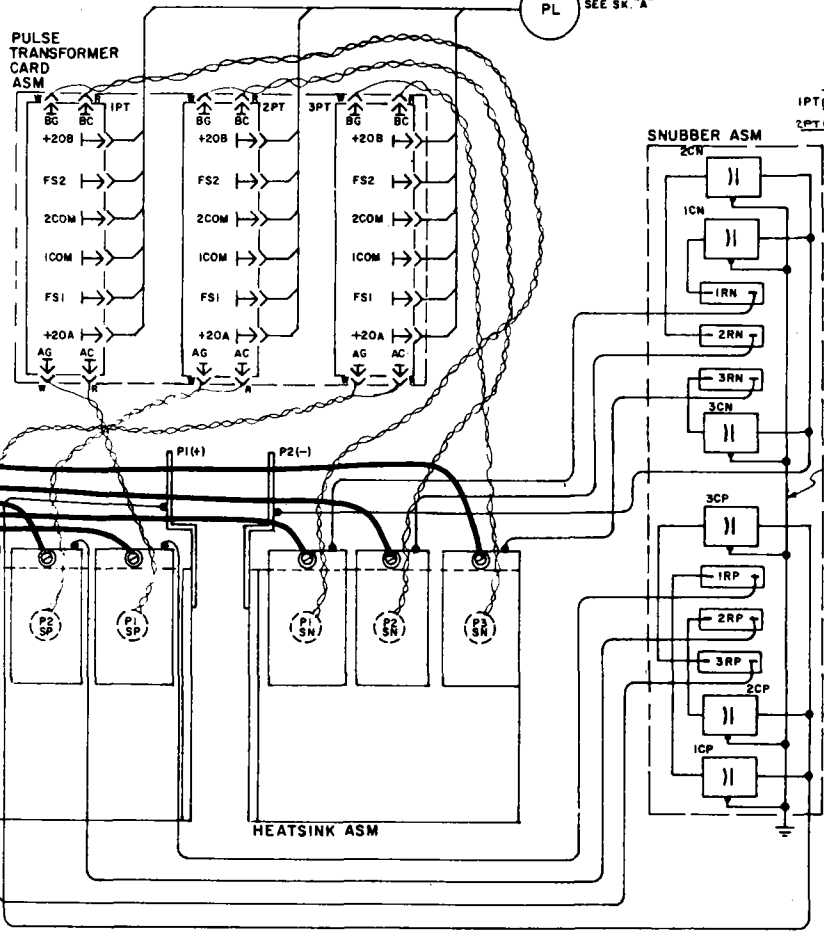 PL
SEE SK. "A"
PULSE
TRANSFORMER
CARD
ASM
1PT
2PT
3PT
BG BC
BG BC
BG BC
+20B
+20B
+20B
FS2
FS2
FS2
2COM
2COM
2COM
1COM
1COM
1COM
FS1
FS1
FS1
+20A
+20A
+20A
AG AC
AG AC
AG AC
W R
W R
W R
1PT
2PT
SNUBBER ASM
2CN
1CN
1RN
2RN
3RN
3CN
3CP
1RP
2RP
3RP
2CP
1CP
P1(+)
P2(-)
P2
SP
P1
SP
P1
SN
P2
SN
P3
SN
HEATSINK ASM